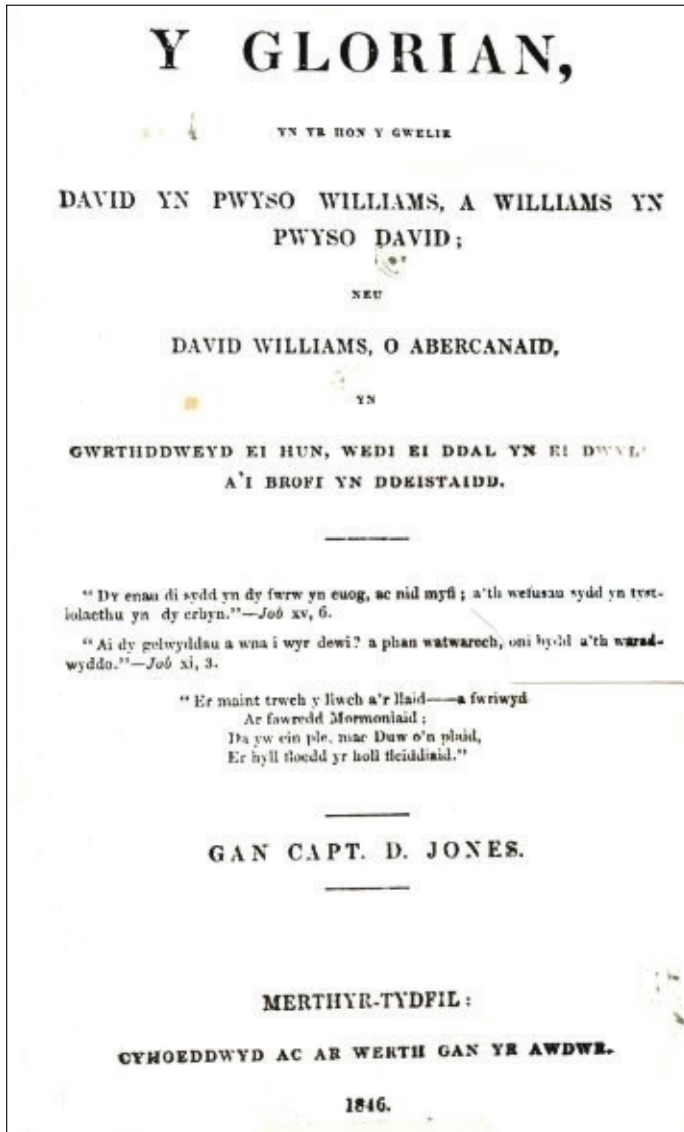 Y GLORIAN,
YN YR HON Y GWELIR
DAVID YN PWYSO WILLIAMS, A WILLIAMS YN
PWYSO DAVID;
NEU
DAVID WILLIAMS, O ABERCANAID,
YN
GWRTHDDWEYD EI HUN, WEDI EI DDAL YN EI
A'I BROFI YN DDEISTAIDD.
"Dy enau di sydd yn dy fwrw yn euog, ac nid myfi; a'th wefusau sydd yn tyst-
iolaethu yn dy erbyn."—Job xv, 6.
"Ai dy gelwyddau a wna i wyr dewi? a phan watwarech, oni bydd a'th warad-
wyddo."—Job xi, 3.
"Er maint trwch y llwch a'r llaid——a fwriwyd
Ar fawredd Mormoniaid;
Da yw ein ple, mae Duw o'n plaid,
Er hyll floedd yr holl fleiddiaid."
GAN CAPT. D. JONES.
MERTHYR-TYDFIL:
CYHOEDDWYD AC AR WERTH GAN YR AWDWR.
1846.